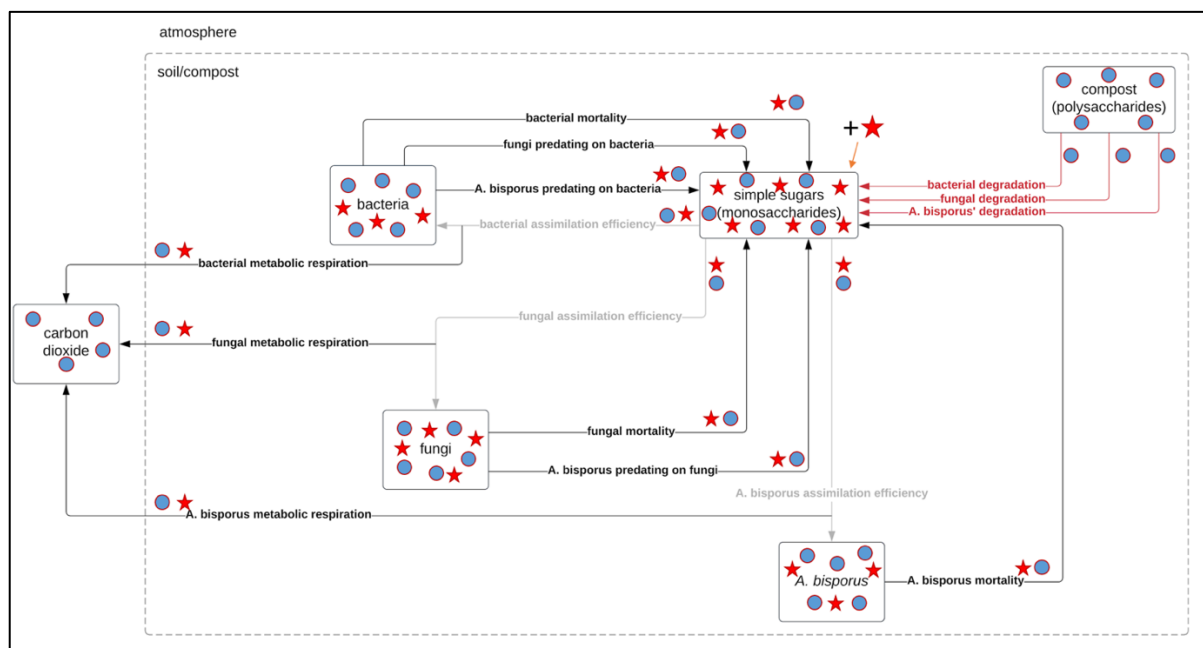 atmosphere
soil/compost
compost
(polysaccharides)
bacterial mortality
fungi predating on bacteria
+
A. bisporus predating on bacteria
bacteria
simple sugars
(monosaccharides)
bacterial degradation
fungal degradation
A. bisporus' degradation
bacterial assimilation efficiency
bacterial metabolic respiration
carbon
dioxide
fungal assimilation efficiency
fungal metabolic respiration
fungi
fungal mortality
A. bisporus predating on fungi
A. bisporus assimilation efficiency
A. bisporus metabolic respiration
A. bisporus
A. bisporus mortality